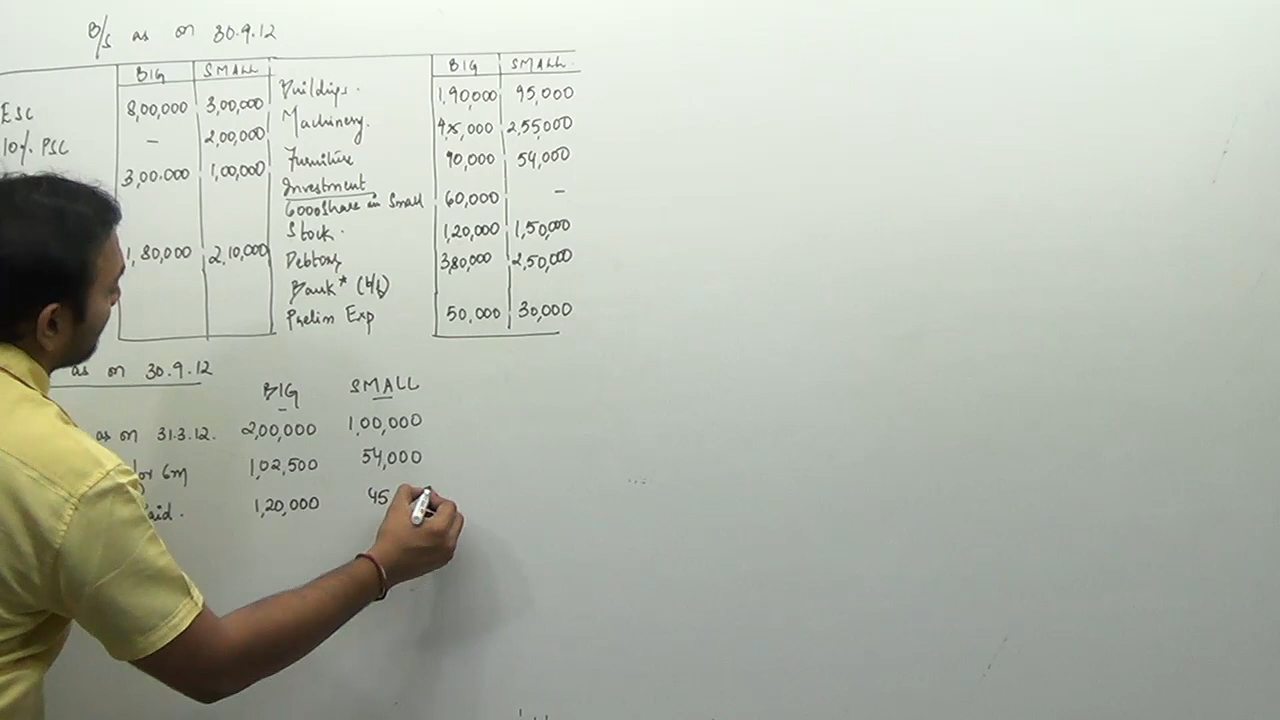 B/S as on 30.9.12
BIG SMALL BIG SMALL
ESC 8,00,000 3,00,000 Buildings. 1,90,000 95,000
10% PSC — 2,00,000 Machinery. 2,55,000
3,00,000 1,00,000 Furniture 90,000 54,000
Investment
6000 Share in Small 60,000 —
Stock. 1,20,000 1,50,000
1,80,000 2,10,000 Debtors 3,80,000 2,50,000
Bank* (b/f)
Prelim Exp 50,000 30,000
as on 30.9.12
BIG SMALL
as on 31.3.12. 2,00,000 1,00,000
for 6m 1,02,500 54,000
aid. 1,20,000 45